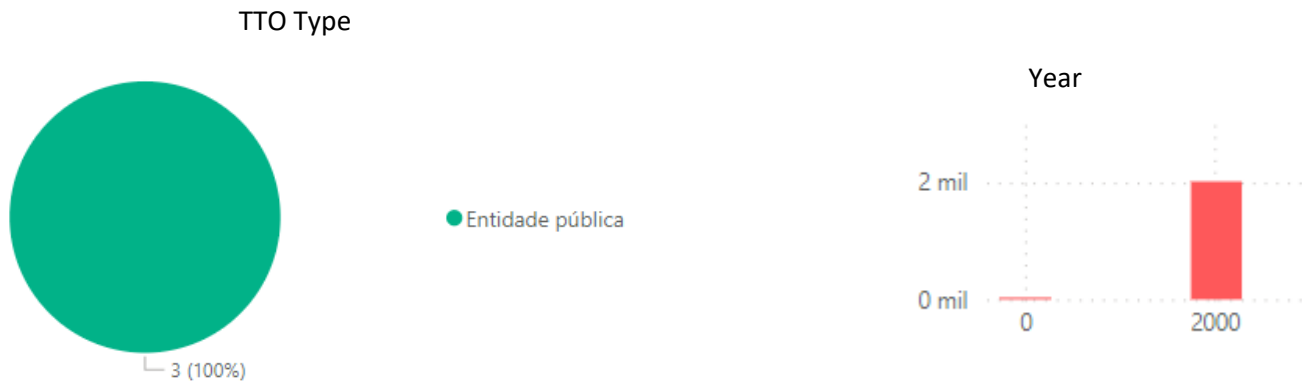 TTO Type
Entidade pública
3 (100%)
Year
2 mil
0 mil
0
2000